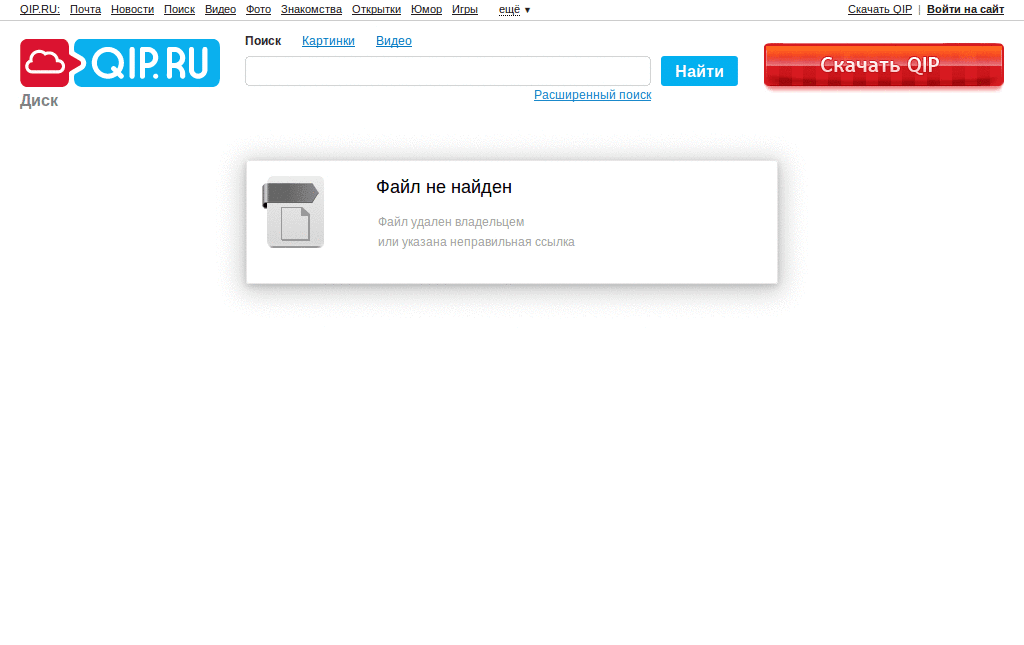 QIP.RU: Почта Новости Поиск Видео Фото Знакомства Открытки Юмор Игры ещё ▼ Скачать QIP | Войти на сайт
Поиск Картинки Видео
QIP.RU
Найти
Скачать QIP
Расширенный поиск
Диск
Файл не найден
Файл удален владельцем
или указана неправильная ссылка